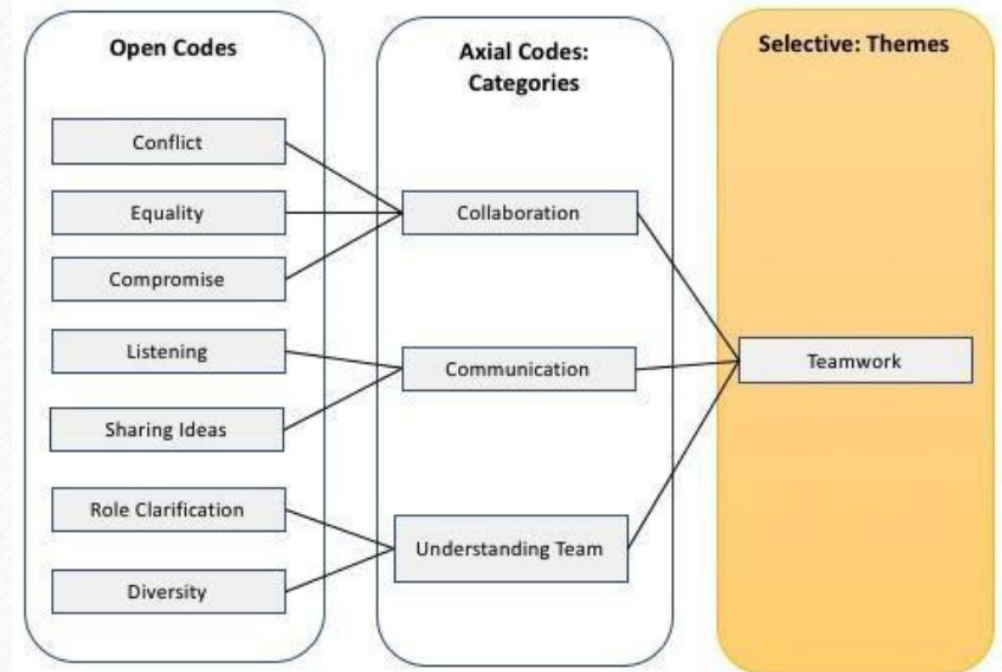 Open Codes
Conflict
Equality
Compromise
Listening
Sharing Ideas
Role Clarification
Diversity
Axial Codes:
Categories
Collaboration
Communication
Understanding Team
Selective: Themes
Teamwork